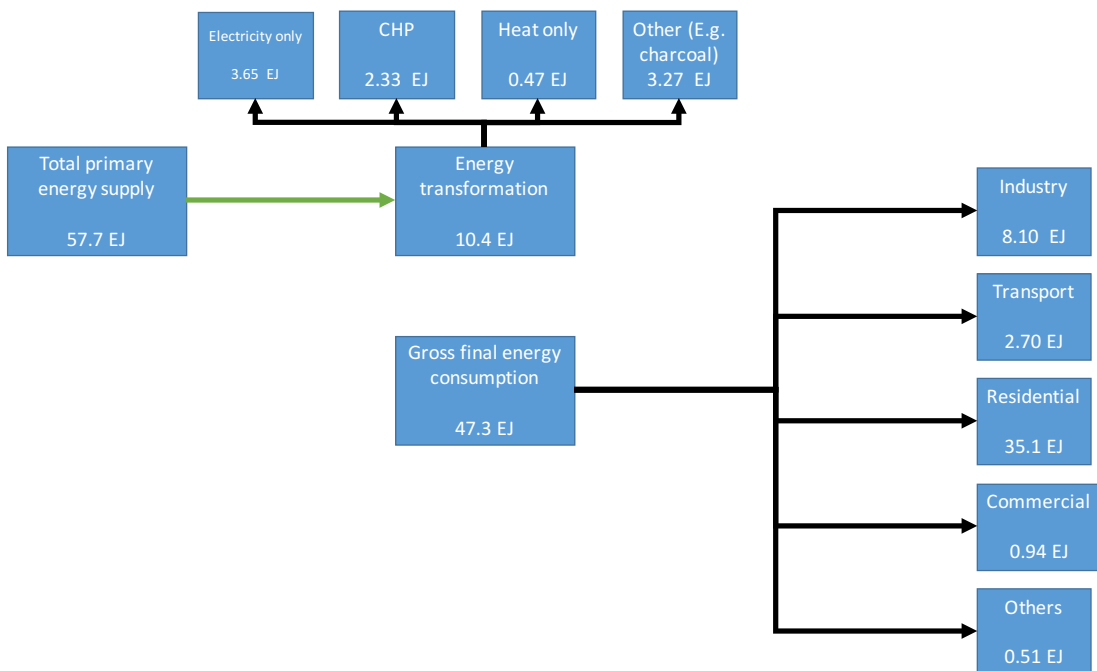 Electricity only
3.65 EJ
CHP
2.33 EJ
Heat only
0.47 EJ
Other (E.g.
charcoal)
3.27 EJ
Total primary
energy supply
57.7 EJ
Energy
transformation
10.4 EJ
Gross final energy
consumption
47.3 EJ
Industry
8.10 EJ
Transport
2.70 EJ
Residential
35.1 EJ
Commercial
0.94 EJ
Others
0.51 EJ